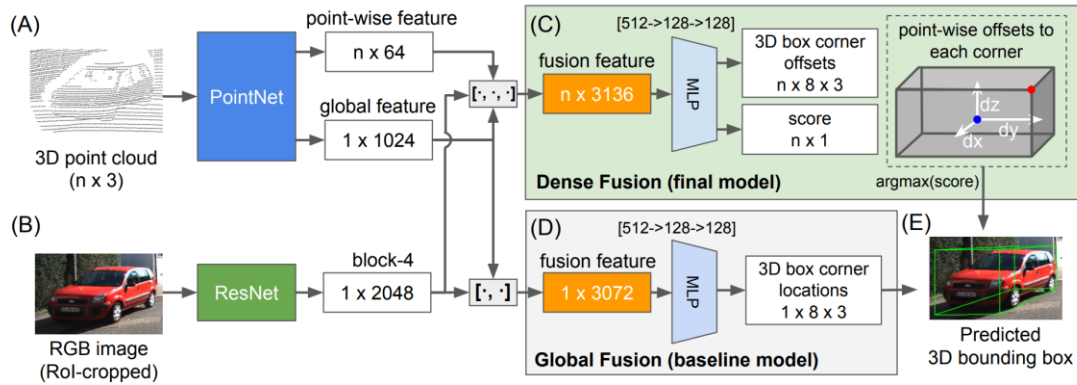 (A)
3D point cloud
(n x 3)
PointNet
point-wise feature
n x 64
global feature
1 x 1024
[·, ·, ·]
(B)
RGB image
(RoI-cropped)
ResNet
block-4
1 x 2048
[·, ·]
(C)
[512->128->128]
fusion feature
n x 3136
MLP
3D box corner
offsets
n x 8 x 3
score
n x 1
point-wise offsets to
each corner
dz
dy
dx
Dense Fusion (final model)
argmax(score)
(D)
[512->128->128]
fusion feature
1 x 3072
MLP
3D box corner
locations
1 x 8 x 3
Global Fusion (baseline model)
(E)
Predicted
3D bounding box